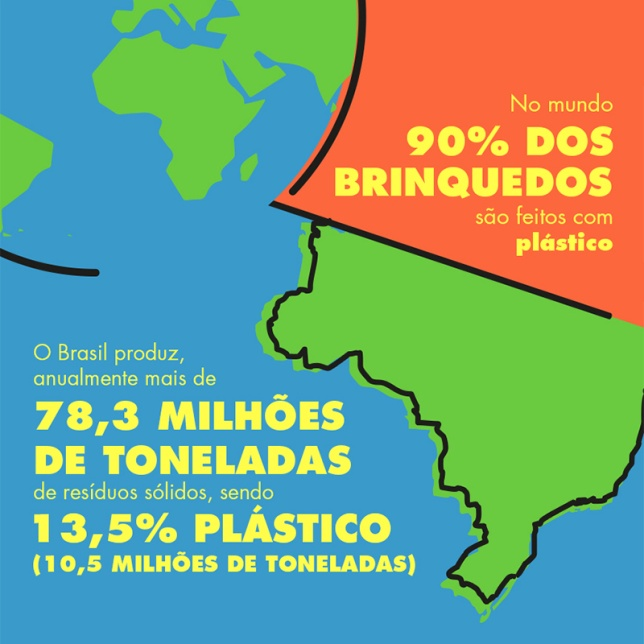 No mundo
90% DOS
BRINQUEDOS
são feitos com
plástico
O Brasil produz,
anualmente mais de
78,3 MILHÕES
DE TONELADAS
de resíduos sólidos, sendo
13,5% PLÁSTICO
(10,5 MILHÕES DE TONELADAS)